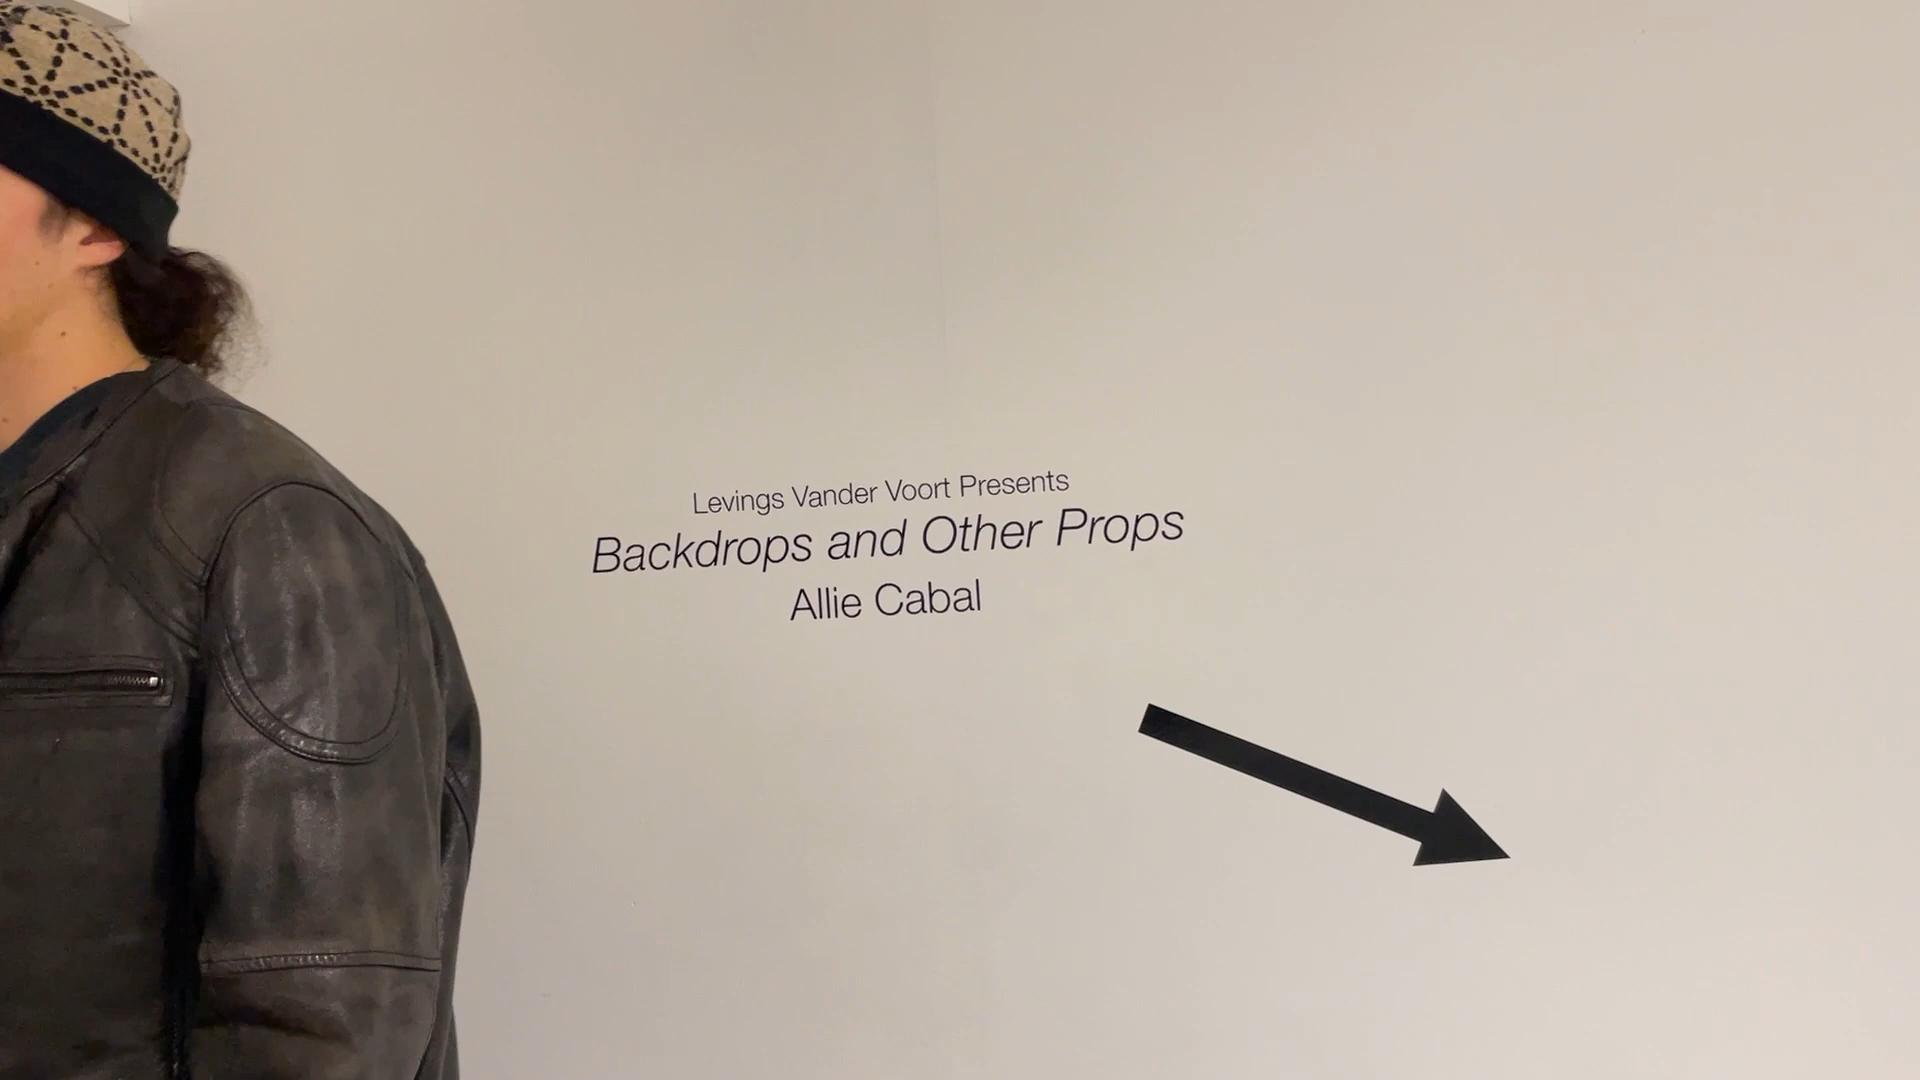 Levings Vander Voort Presents
Backdrops and Other Props
Allie Cabal